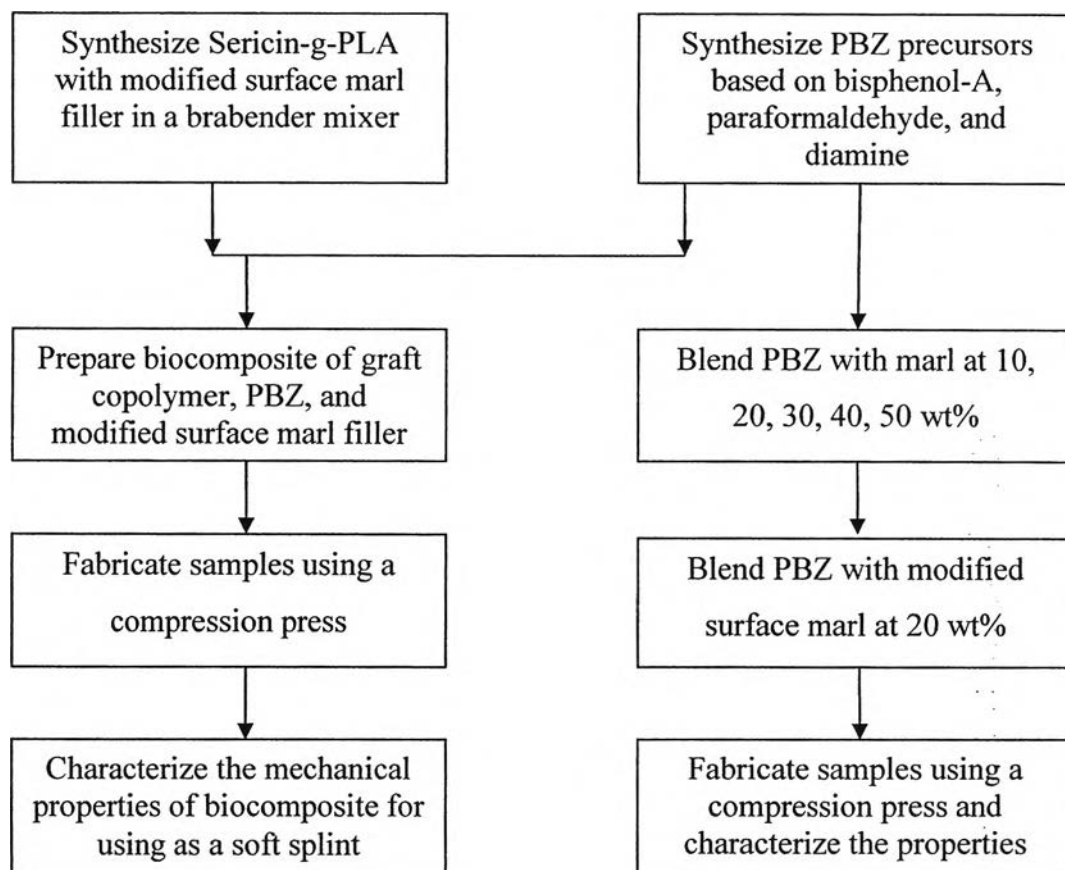 Synthesize Sericin-g-PLA
with modified surface marl
filler in a brabender mixer
Synthesize PBZ precursors
based on bisphenol-A,
paraformaldehyde, and
diamine
Prepare biocomposite of graft
copolymer, PBZ, and
modified surface marl filler
Blend PBZ with marl at 10,
20, 30, 40, 50 wt%
Fabricate samples using a
compression press
Blend PBZ with modified
surface marl at 20 wt%
Characterize the mechanical
properties of biocomposite for
using as a soft splint
Fabricate samples using a
compression press and
characterize the properties